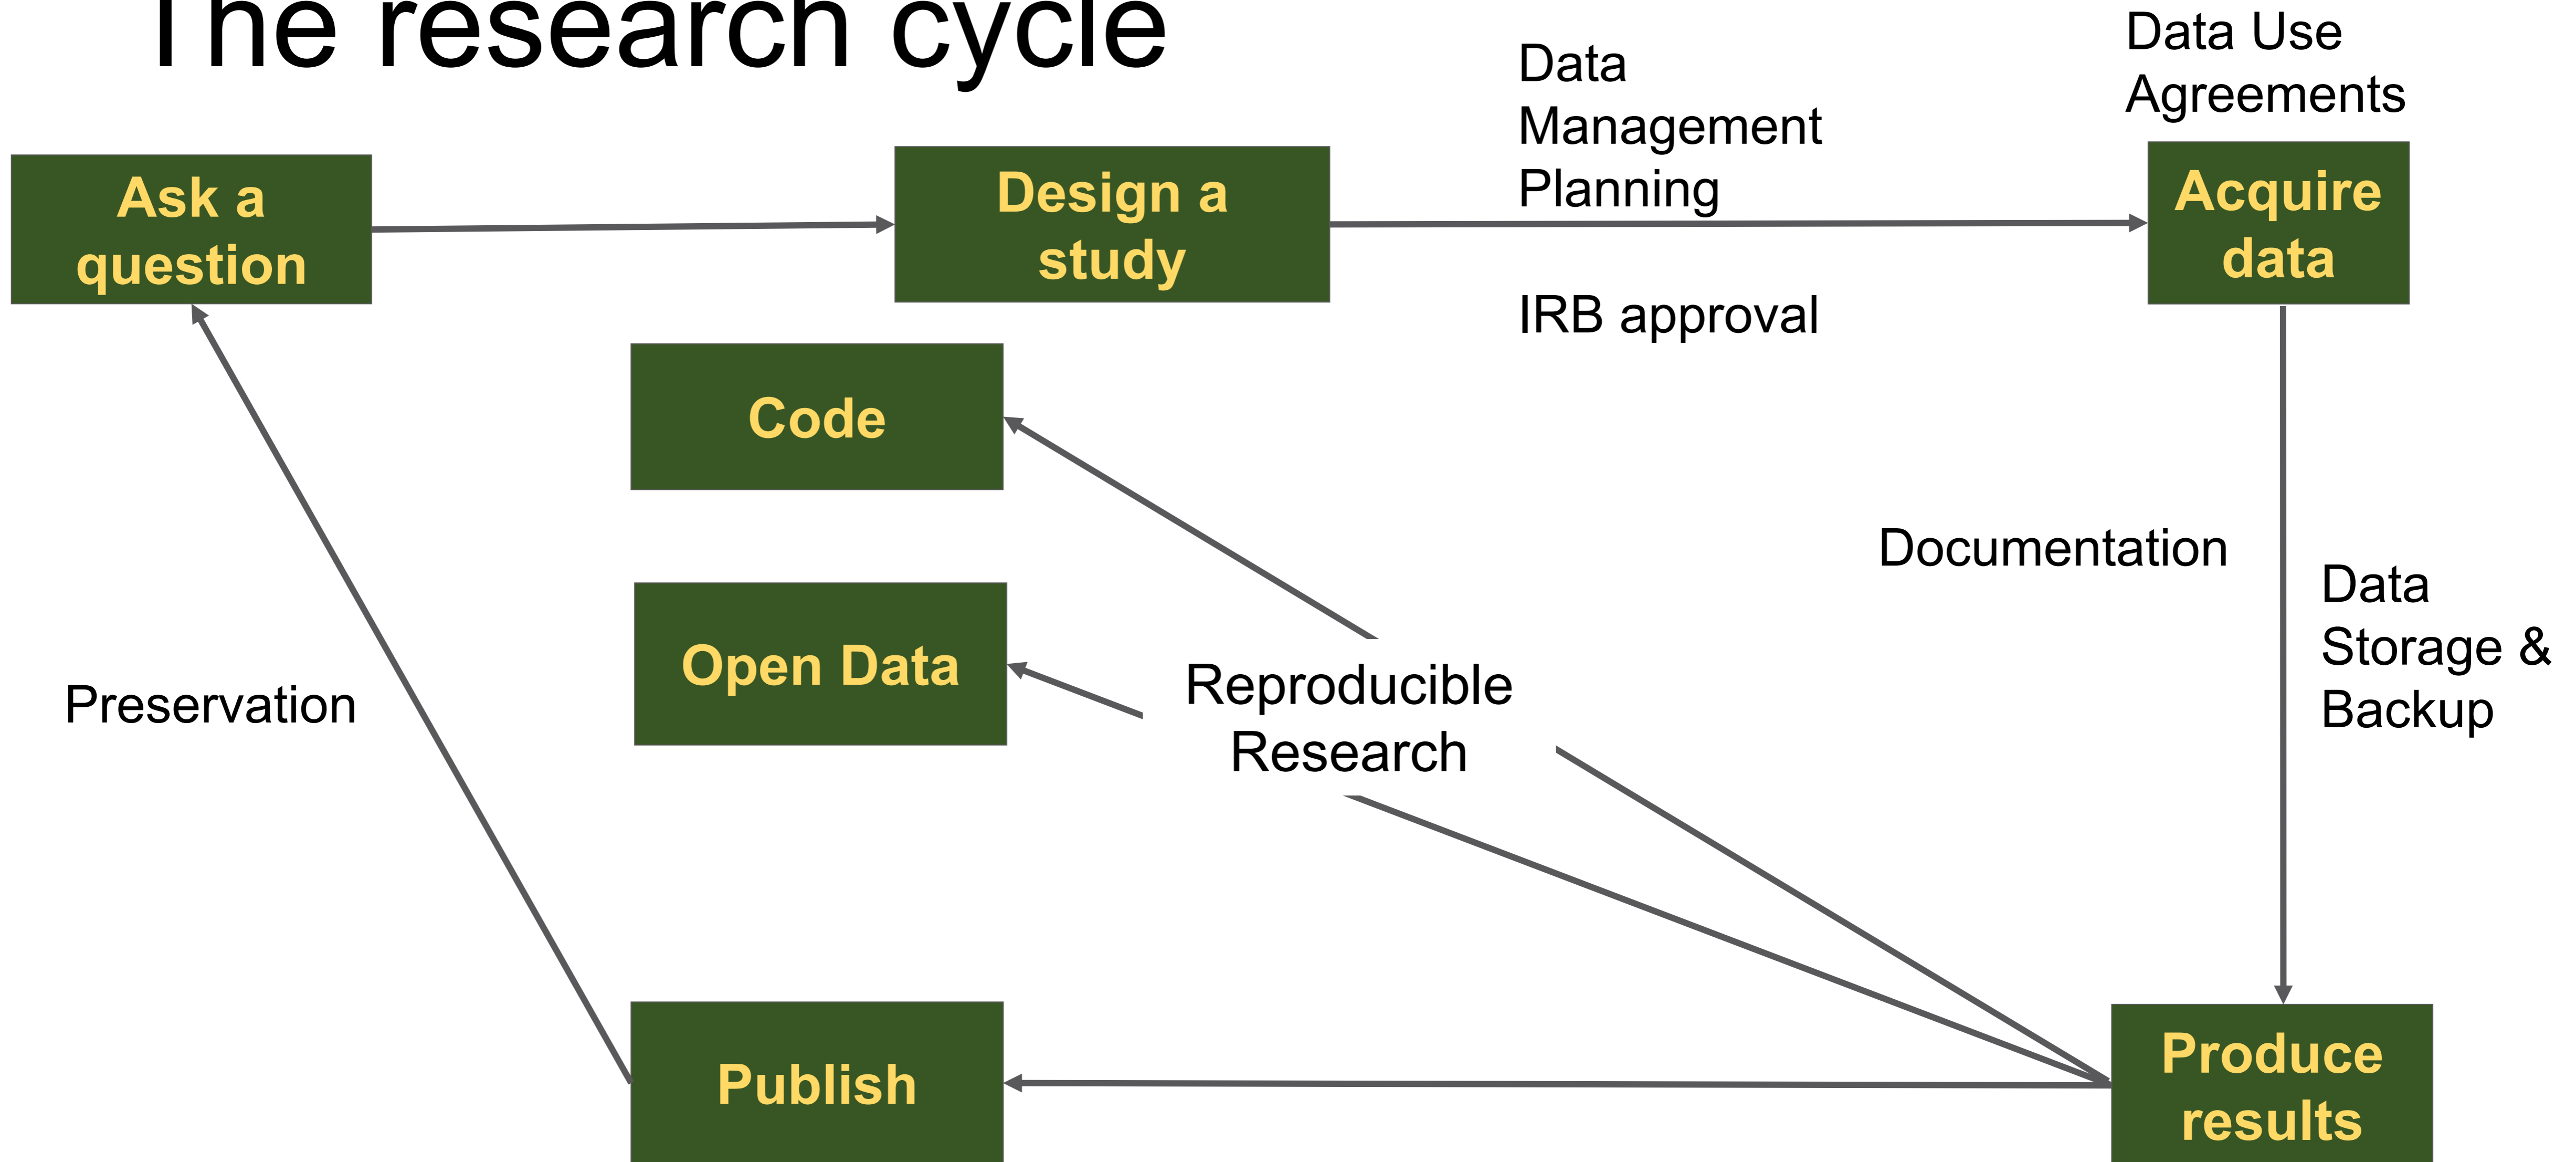 The research cycle
Data Use
Agreements
Data
Management
Planning
Ask a
question
Design a
study
Acquire
data
IRB approval
Code
Documentation
Data
Storage &
Backup
Open Data
Reproducible
Research
Preservation
Publish
Produce
results